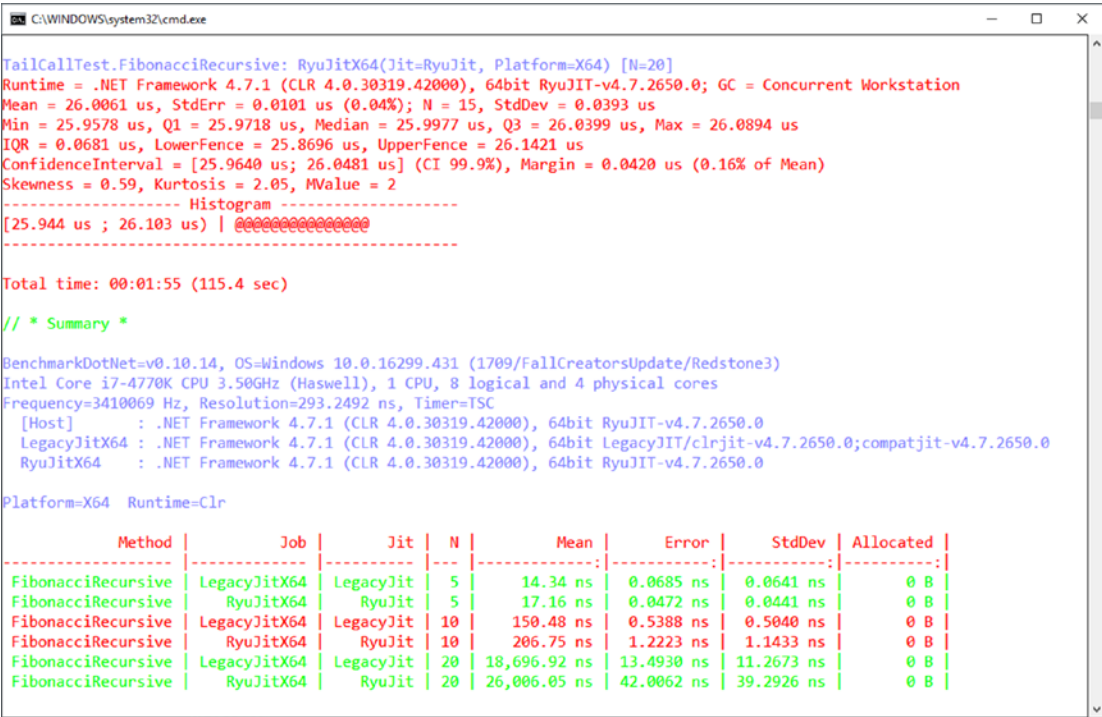 C:\WINDOWS\system32\cmd.exe
TailCallTest.FibonacciRecursive: RyuJitX64(Jit=RyuJit, Platform=X64) [N=20]
Runtime = .NET Framework 4.7.1 (CLR 4.0.30319.42000), 64bit RyuJIT-v4.7.2650.0; GC = Concurrent Workstation
Mean = 26.0061 us, StdErr = 0.0101 us (0.04%); N = 15, StdDev = 0.0393 us
Min = 25.9578 us, Q1 = 25.9718 us, Median = 25.9977 us, Q3 = 26.0399 us, Max = 26.0894 us
IQR = 0.0681 us, LowerFence = 25.8696 us, UpperFence = 26.1421 us
ConfidenceInterval = [25.9640 us; 26.0481 us] (CI 99.9%), Margin = 0.0420 us (0.16% of Mean)
Skewness = 0.59, Kurtosis = 2.05, MValue = 2
-------------------- Histogram --------------------
[25.944 us ; 26.103 us) | @@@@@@@@@@@@@@@
---------------------------------------------------
Total time: 00:01:55 (115.4 sec)
// * Summary *
BenchmarkDotNet=v0.10.14, OS=Windows 10.0.16299.431 (1709/FallCreatorsUpdate/Redstone3)
Intel Core i7-4770K CPU 3.50GHz (Haswell), 1 CPU, 8 logical and 4 physical cores
Frequency=3410069 Hz, Resolution=293.2492 ns, Timer=TSC
[Host]     : .NET Framework 4.7.1 (CLR 4.0.30319.42000), 64bit RyuJIT-v4.7.2650.0
LegacyJitX64 : .NET Framework 4.7.1 (CLR 4.0.30319.42000), 64bit LegacyJIT/clrjit-v4.7.2650.0;compatjit-v4.7.2650.0
RyuJitX64    : .NET Framework 4.7.1 (CLR 4.0.30319.42000), 64bit RyuJIT-v4.7.2650.0
Platform=X64  Runtime=Clr
Method | Job | Jit | N | Mean | Error | StdDev | Allocated |
------------------- |------------- |---------- |--- |-------------:|-----------:|-----------:|----------:|
FibonacciRecursive | LegacyJitX64 | LegacyJit | 5 | 14.34 ns | 0.0685 ns | 0.0641 ns | 0 B |
FibonacciRecursive | RyuJitX64 | RyuJit | 5 | 17.16 ns | 0.0472 ns | 0.0441 ns | 0 B |
FibonacciRecursive | LegacyJitX64 | LegacyJit | 10 | 150.48 ns | 0.5388 ns | 0.5040 ns | 0 B |
FibonacciRecursive | RyuJitX64 | RyuJit | 10 | 206.75 ns | 1.2223 ns | 1.1433 ns | 0 B |
FibonacciRecursive | LegacyJitX64 | LegacyJit | 20 | 18,696.92 ns | 13.4930 ns | 11.2673 ns | 0 B |
FibonacciRecursive | RyuJitX64 | RyuJit | 20 | 26,006.05 ns | 42.0062 ns | 39.2926 ns | 0 B |